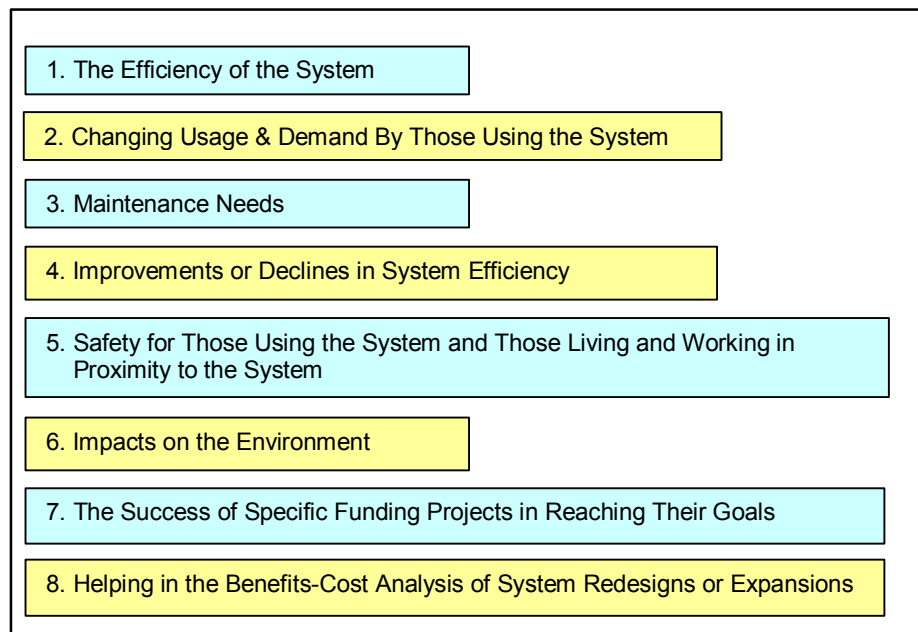 1. The Efficiency of the System
2. Changing Usage & Demand By Those Using the System
3. Maintenance Needs
4. Improvements or Declines in System Efficiency
5. Safety for Those Using the System and Those Living and Working in
Proximity to the System
6. Impacts on the Environment
7. The Success of Specific Funding Projects in Reaching Their Goals
8. Helping in the Benefits-Cost Analysis of System Redesigns or Expansions